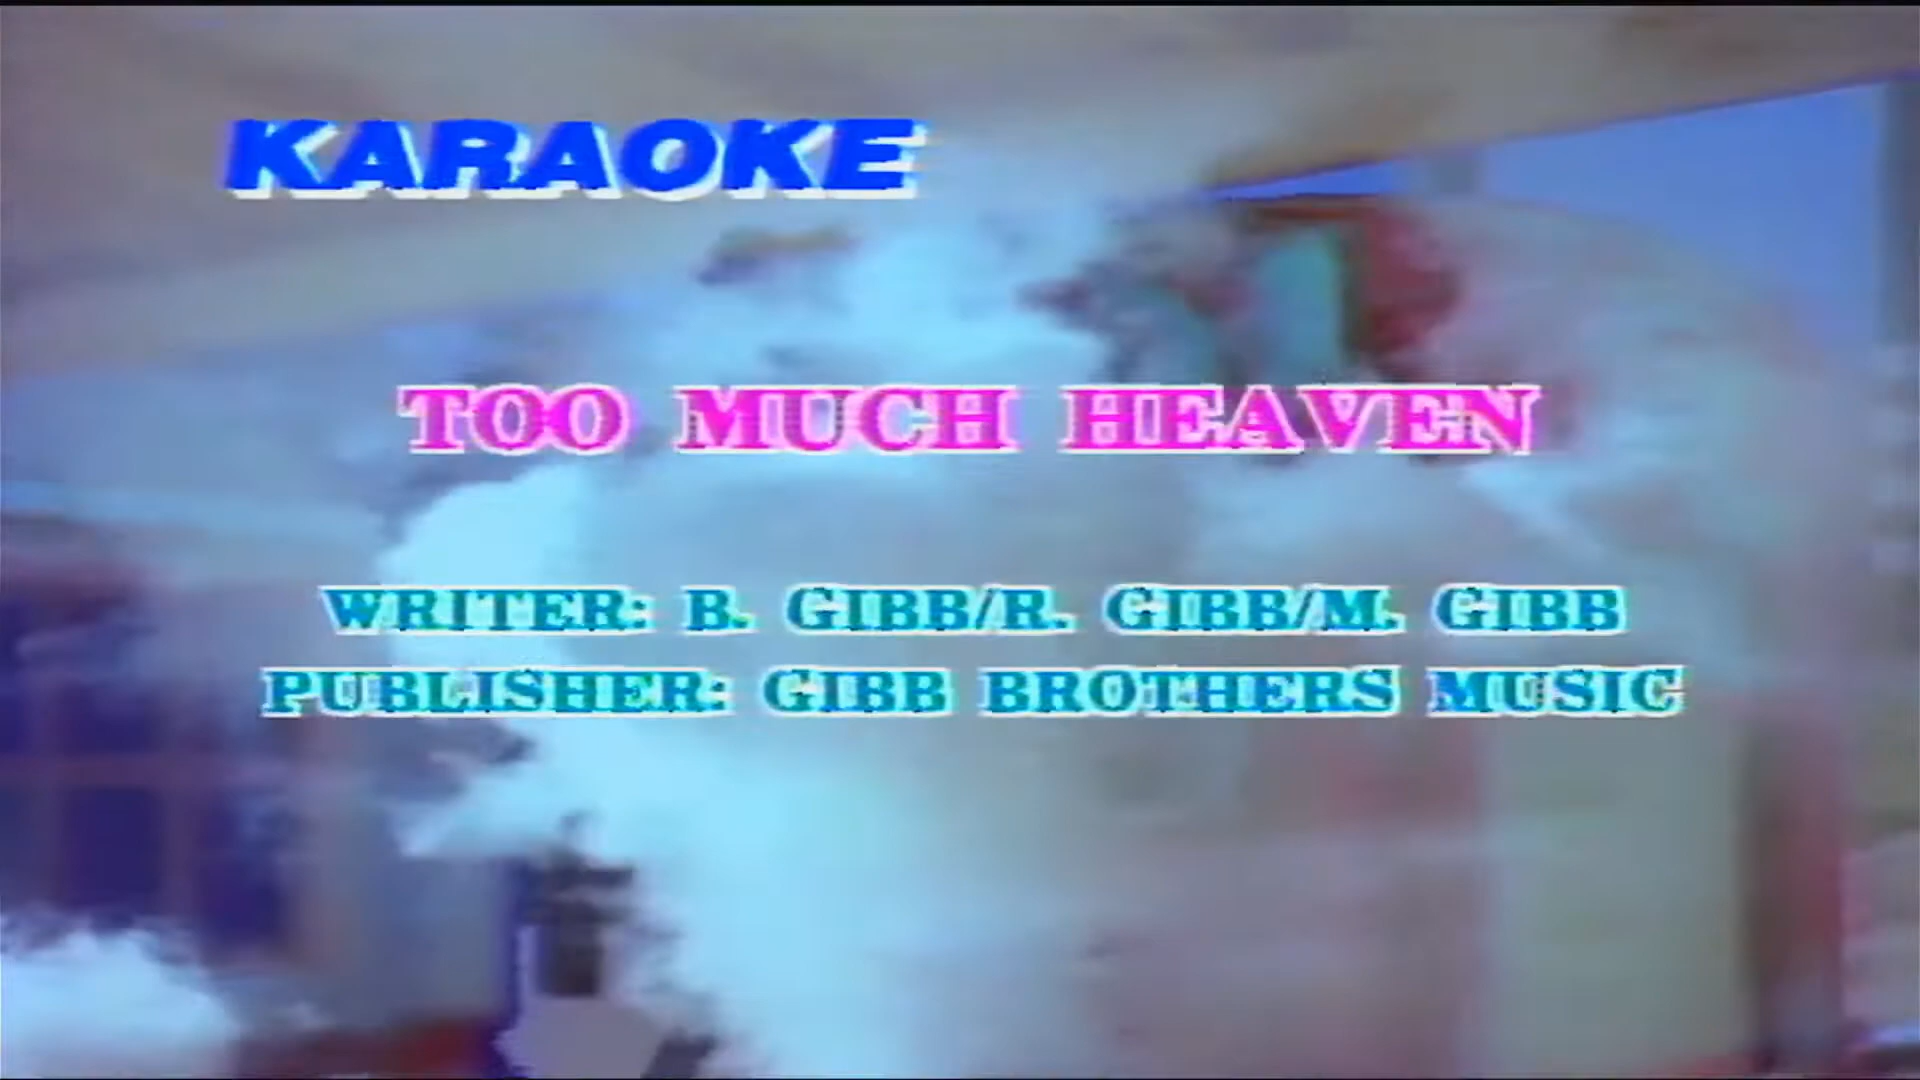 KARAOKE
TOO MUCH HEAVEN
WRITER: B. GIBB/R. GIBB/M. GIBB
PUBLISHER: GIBB BROTHERS MUSIC